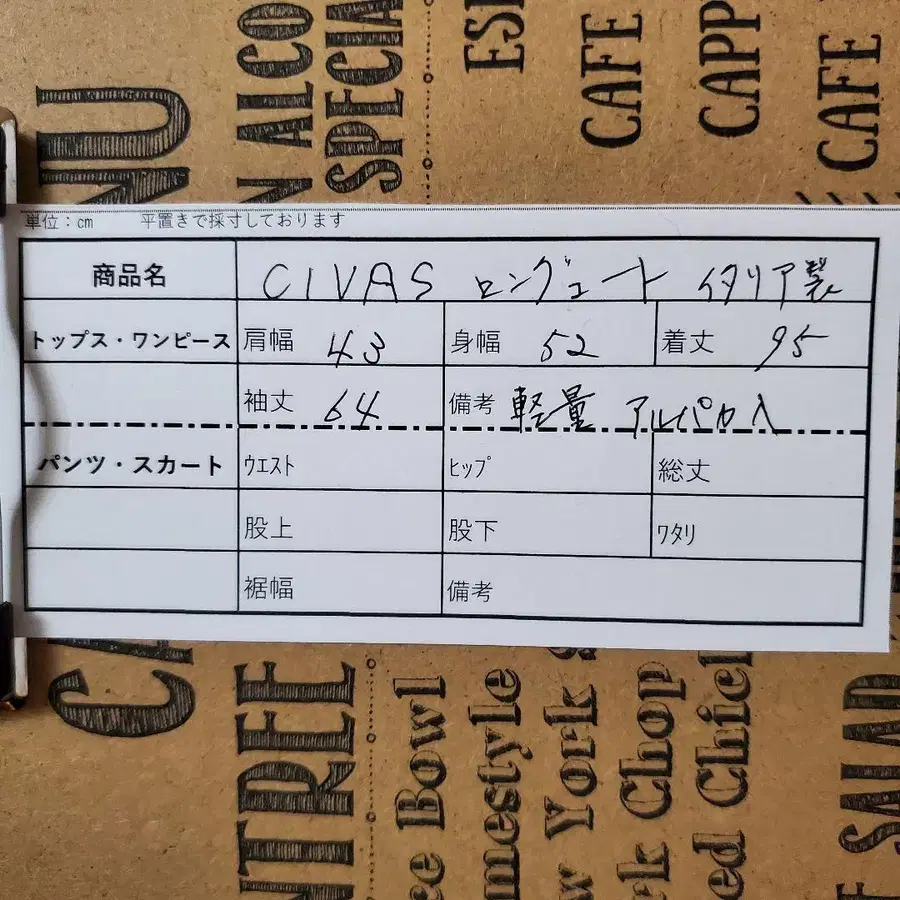 NU
N ALCO
SPECIA
ESP
CAFE
CAPP
CAFE
単位：cm 平置きで採寸しております
商品名 CIVAS ロングコート イタリア製
トップス・ワンピース 肩幅 43 身幅 52 着丈 95
袖丈 64 備考 軽量 アルパカ入
パンツ・スカート ｳｴｽﾄ ﾋｯﾌﾟ 総丈
股上 股下 ﾜﾀﾘ
裾幅 備考
CA
NTREE
ce Bowl
mestyle
w York S
rk Chop
ed Chic
SALAD